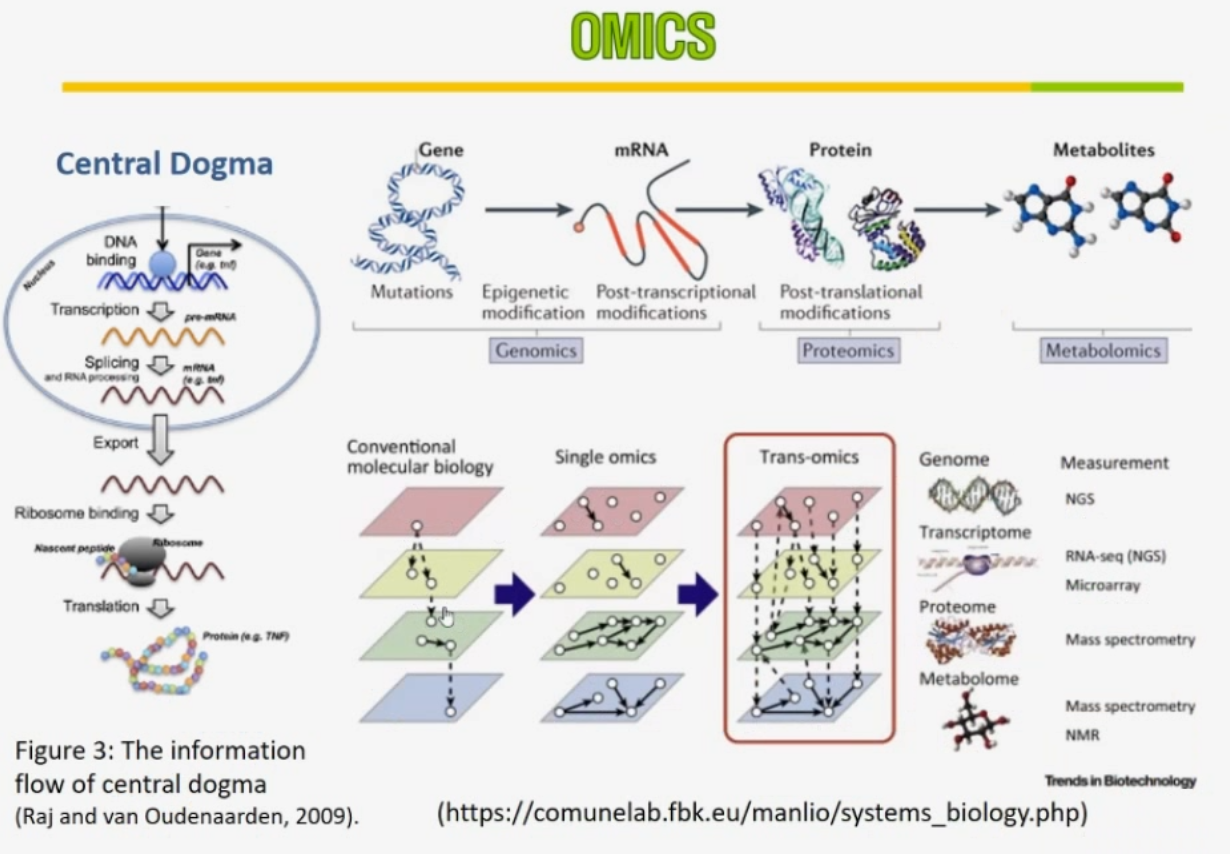 OMICS
Central Dogma
Nucleus
DNA
binding
Gene
(e.g. tnf)
Transcription
pre-mRNA
Splicing
and RNA processing
mRNA
(e.g. tnf)
Export
Ribosome binding
Nascent peptide
Ribosome
Translation
Protein (e.g. TNF)
Figure 3: The information
flow of central dogma
(Raj and van Oudenaarden, 2009).
Gene
mRNA
Protein
Metabolites
Mutations
Epigenetic
modification
Post-transcriptional
modifications
Post-translational
modifications
Genomics
Proteomics
Metabolomics
Conventional
molecular biology
Single omics
Trans-omics
Genome
Measurement
NGS
Transcriptome
RNA-seq (NGS)
Microarray
Proteome
Mass spectrometry
Metabolome
Mass spectrometry
NMR
Trends in Biotechnology
(https://comunelab.fbk.eu/manlio/systems_biology.php)